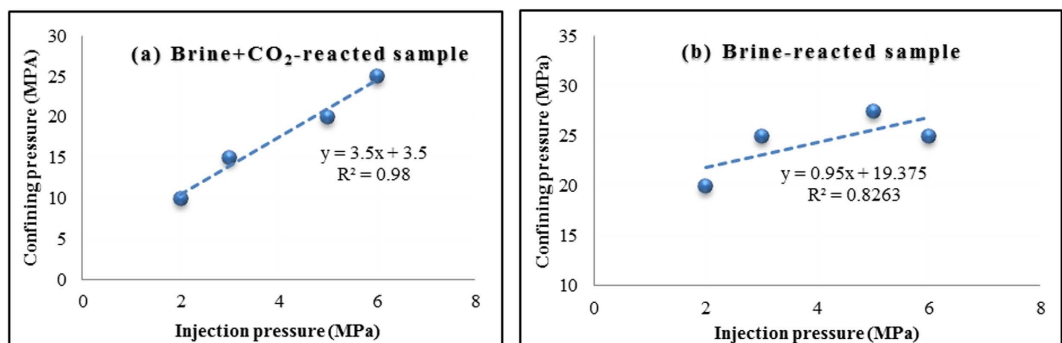 (a) Brine+CO₂-reacted sample
Confining pressure (MPA)
30
25
20
15
10
5
0
y = 3.5x + 3.5
R² = 0.98
0 2 4 6 8
Injection pressure (MPa)
(b) Brine-reacted sample
Confining pressure (MPa)
35
30
25
20
15
10
y = 0.95x + 19.375
R² = 0.8263
0 2 4 6 8
Injection pressure (MPa)